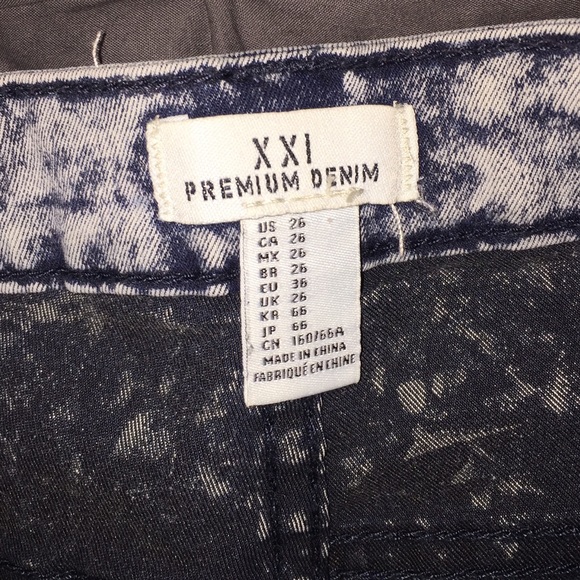 XXI
PREMIUM DENIM
US 26
CA 26
MX 26
BR 26
EU 36
UK 26
KR 66
JP 66
CN 160/66A
MADE IN CHINA
FABRIQUÉ EN CHINE